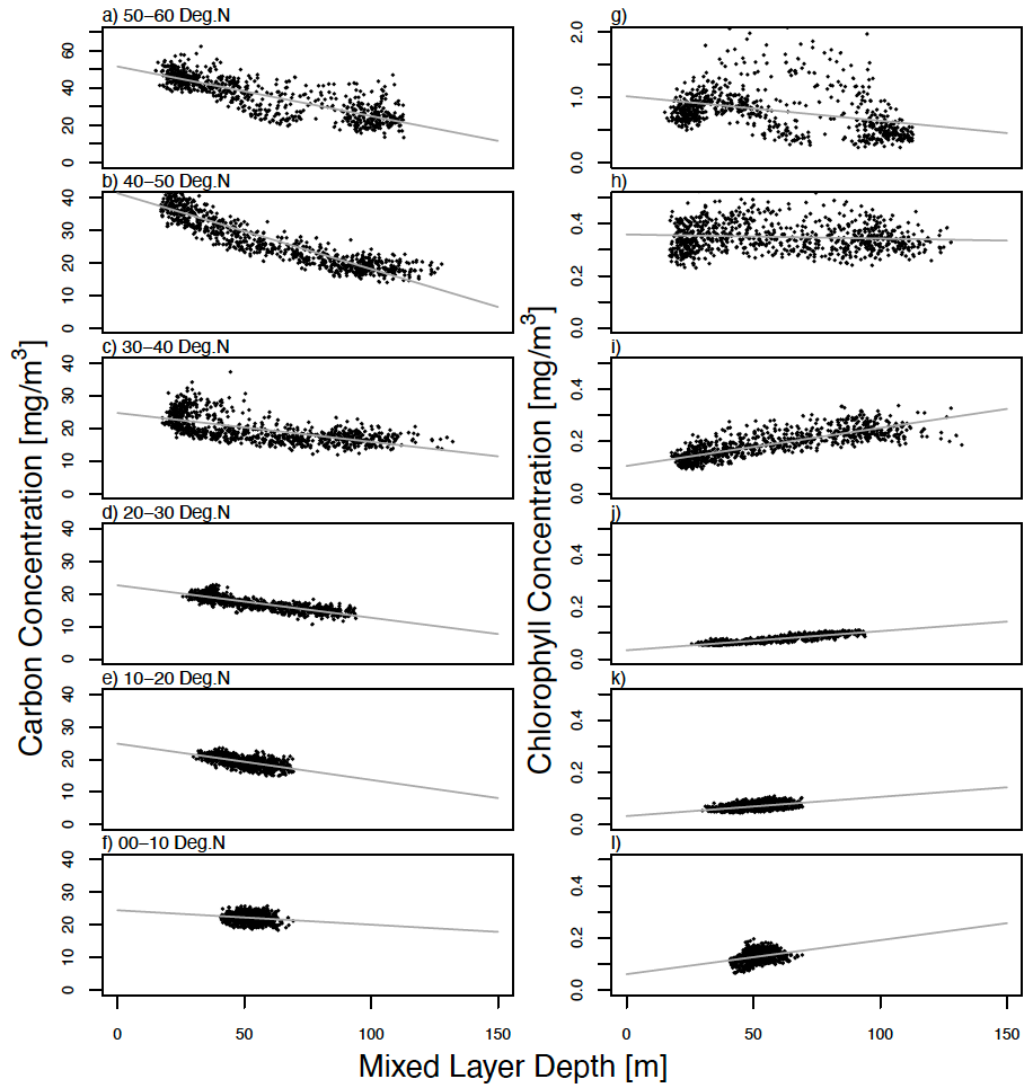 a) 50−60 Deg.N
0 20 40 60
g)
0.0 1.0 2.0
b) 40−50 Deg.N
0 10 20 30 40
h)
0.0 0.2 0.4
c) 30−40 Deg.N
0 10 20 30 40
i)
0.0 0.2 0.4
d) 20−30 Deg.N
0 10 20 30 40
j)
0.0 0.2 0.4
e) 10−20 Deg.N
0 10 20 30 40
k)
0.0 0.2 0.4
f) 00−10 Deg.N
0 10 20 30 40
l)
0.0 0.2 0.4
Carbon Concentration [mg/m³]
Chlorophyll Concentration [mg/m³]
0 50 100 150
0 50 100 150
Mixed Layer Depth [m]